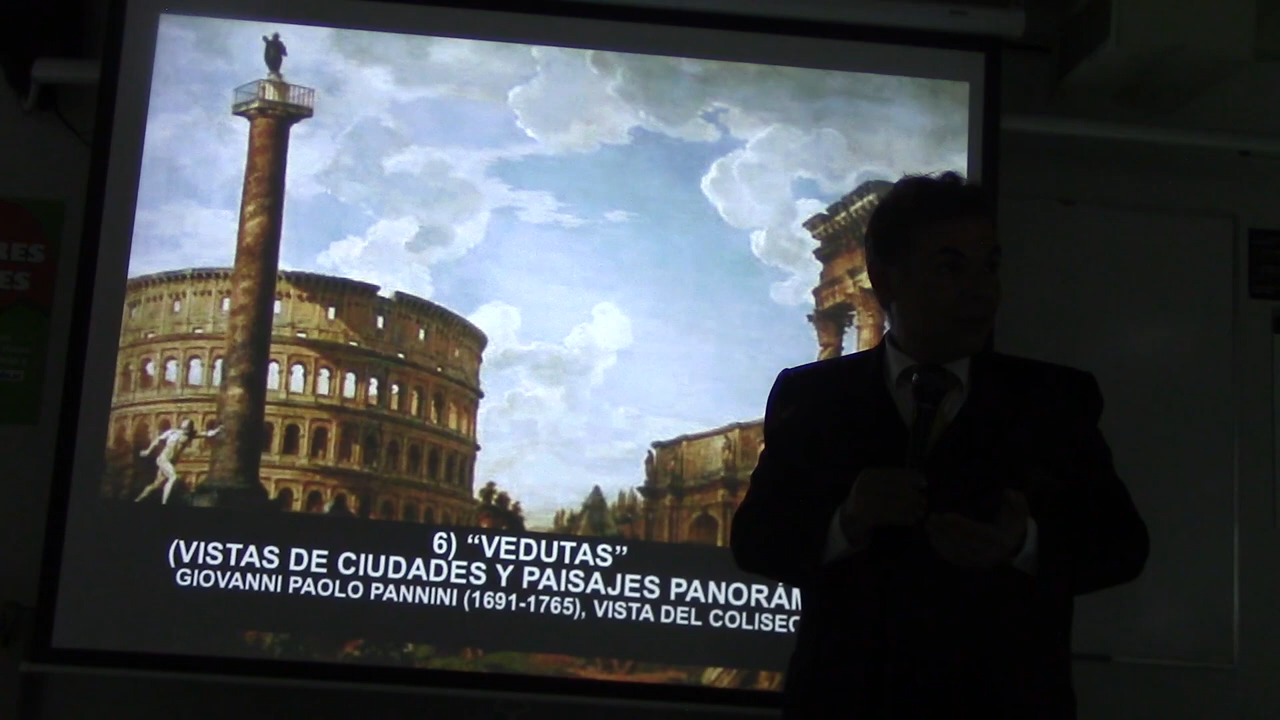 6) “VEDUTAS”
(VISTAS DE CIUDADES Y PAISAJES
GIOVANNI PAOLO PANNINI (1691-1765), VISTA DEL